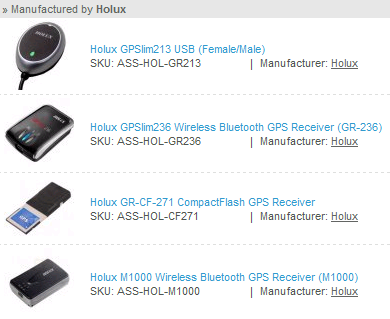 » Manufactured by Holux
Holux GPSlim213 USB (Female/Male)
SKU: ASS-HOL-GR213 | Manufacturer: Holux
Holux GPSlim236 Wireless Bluetooth GPS Receiver (GR-236)
SKU: ASS-HOL-GR236 | Manufacturer: Holux
Holux GR-CF-271 CompactFlash GPS Receiver
SKU: ASS-HOL-CF271 | Manufacturer: Holux
Holux M1000 Wireless Bluetooth GPS Receiver (M1000)
SKU: ASS-HOL-M1000 | Manufacturer: Holux